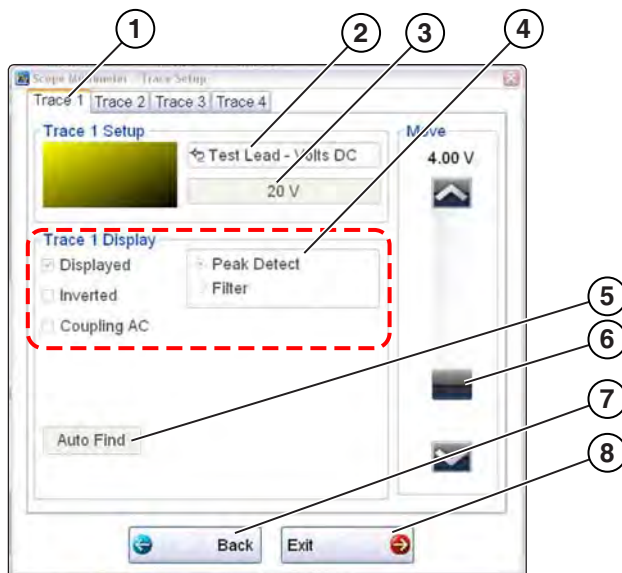 1
2
3
4
Scope Multimeter - Trace Setup
Trace 1 Trace 2 Trace 3 Trace 4
Trace 1 Setup
Move
Test Lead - Volts DC
4.00 V
20 V
Trace 1 Display
Displayed
Peak Detect
Filter
Inverted
5
Coupling AC
6
7
Auto Find
8
Back
Exit